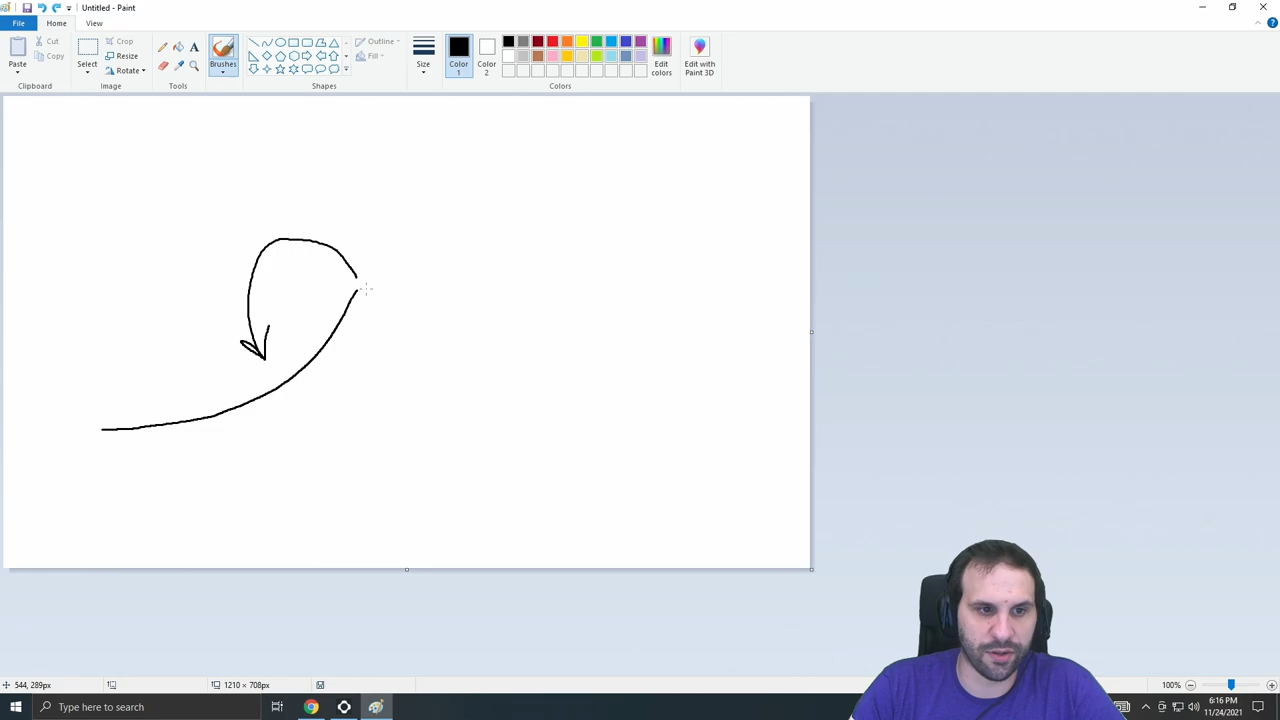 Untitled - Paint
File
Home
View
Paste
Cut
Copy
Clipboard
Select
Crop
Resize
Rotate
Image
Tools
Brushes
Shapes
Outline
Fill
Size
Color
1
Color
2
Colors
Edit
colors
Edit with
Paint 3D
544, 289px
1210 × 708px
100%
Type here to search
6:16 PM
11/24/2021